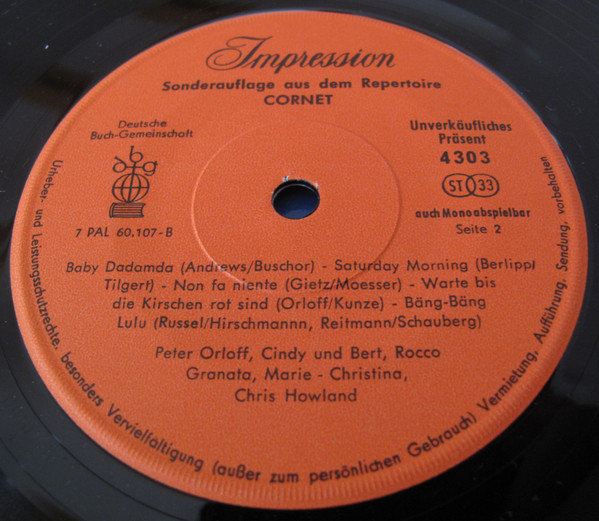 Impression
Sonderauflage aus dem Repertoire
CORNET
Deutsche
Buch-Gemeinschaft
dbg
7 PAL 60.107-B
Unverkäufliches
Präsent
4303
ST 33
auch Mono abspielbar
Seite 2
Baby Dadamda (Andrews/Buschor) - Saturday Morning (Berlipp/
Tilgert) - Non fa niente (Gietz/Moesser) - Warte bis
die Kirschen rot sind (Orloff/Kunze) - Bäng-Bäng
Lulu (Russel/Hirschmannn, Reitmann/Schauberg)
Peter Orloff, Cindy und Bert, Rocco
Granata, Marie - Christina,
Chris Howland
Urheber- und Leistungsschutzrechte, besonders Vervielfältigung (außer zum persönlichen Gebrauch) Vermietung, Aufführung, Sendung, vorbehalten